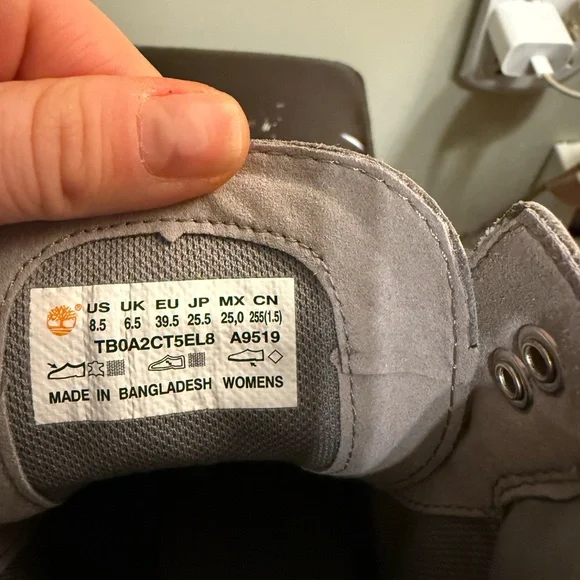 US UK EU JP MX CN
8.5 6.5 39.5 25.5 25,0 255(1.5)
TB0A2CT5EL8 A9519
MADE IN BANGLADESH WOMENS